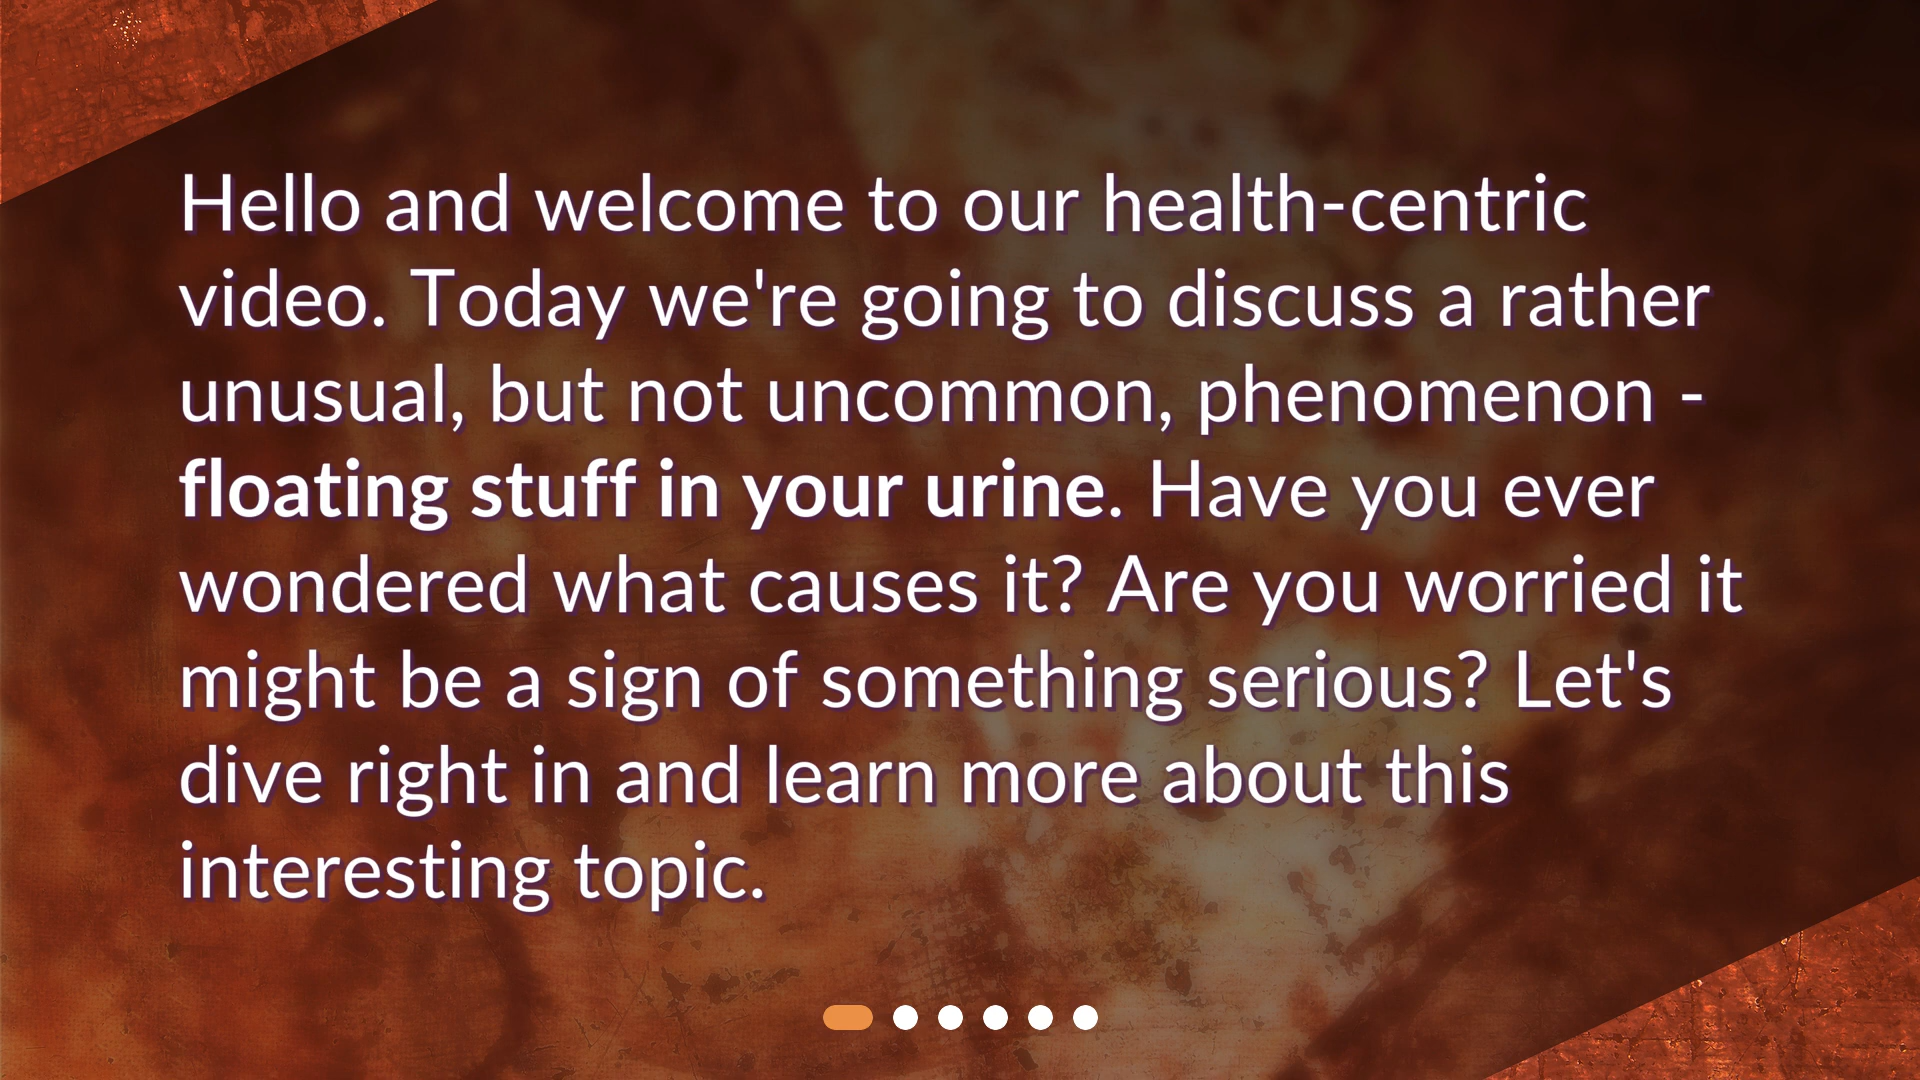 Hello and welcome to our health-centric
video. Today we're going to discuss a rather
unusual, but not uncommon, phenomenon -
floating stuff in your urine. Have you ever
wondered what causes it? Are you worried it
might be a sign of something serious? Let's
dive right in and learn more about this
interesting topic.